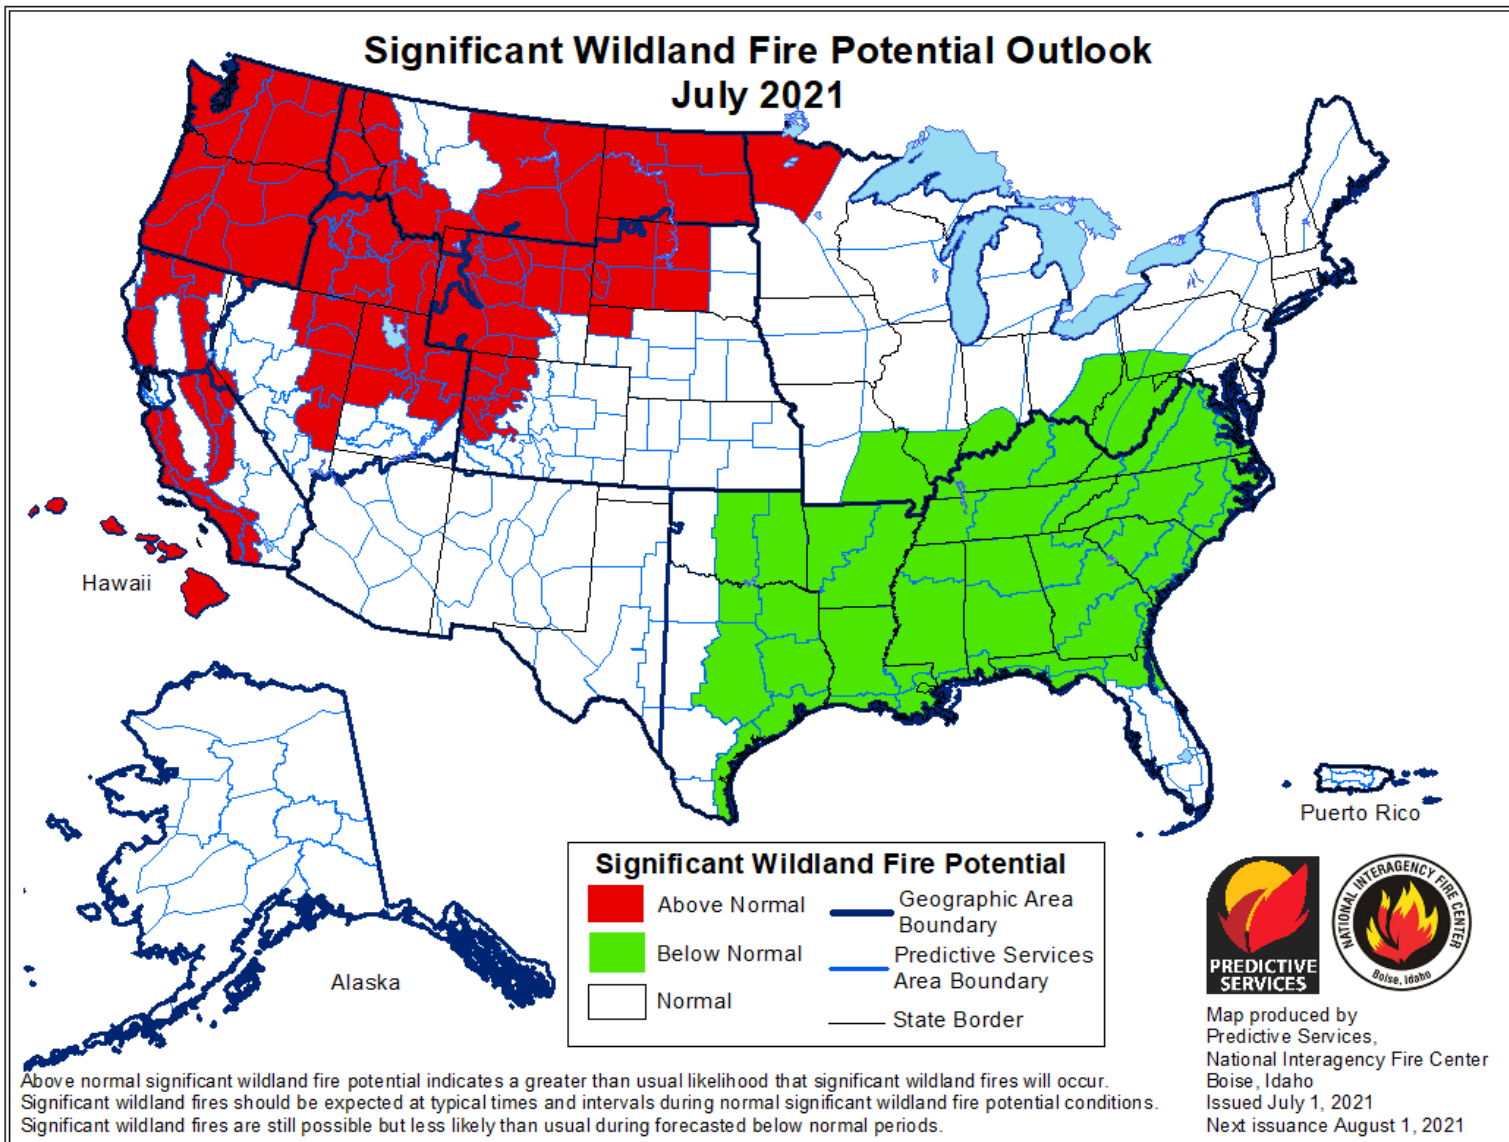 Significant Wildland Fire Potential Outlook
July 2021
Hawaii
Alaska
Puerto Rico
Significant Wildland Fire Potential
Above Normal
Below Normal
Normal
Geographic Area
Boundary
Predictive Services
Area Boundary
State Border
PREDICTIVE
SERVICES
NATIONAL INTERAGENCY FIRE CENTER
Boise, Idaho
Map produced by
Predictive Services,
National Interagency Fire Center
Boise, Idaho
Issued July 1, 2021
Next issuance August 1, 2021
Above normal significant wildland fire potential indicates a greater than usual likelihood that significant wildland fires will occur.
Significant wildland fires should be expected at typical times and intervals during normal significant wildland fire potential conditions.
Significant wildland fires are still possible but less likely than usual during forecasted below normal periods.